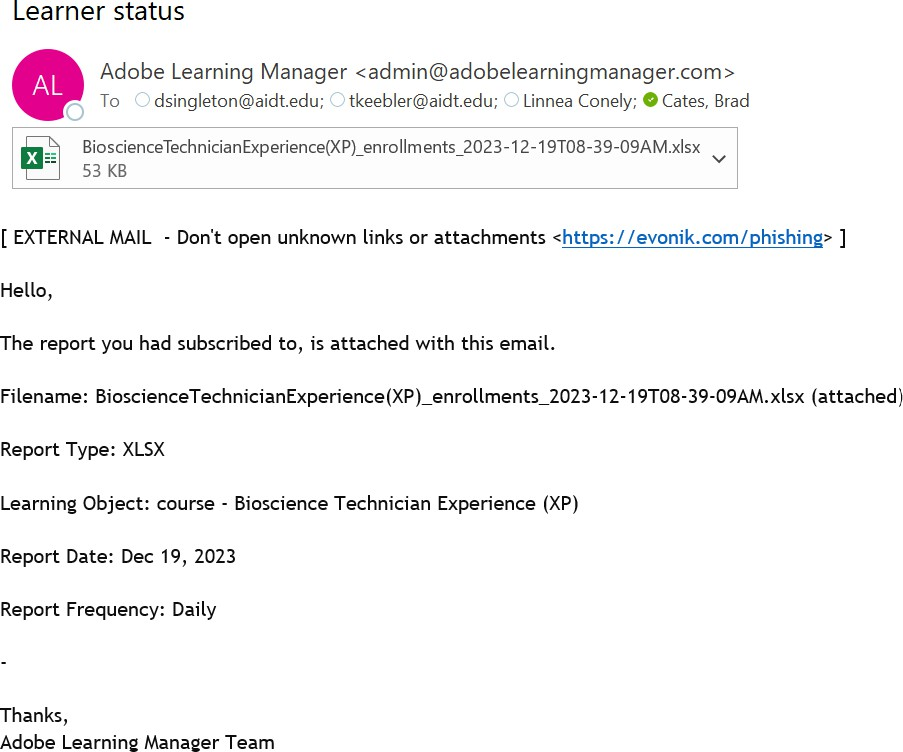 Learner status
AL
Adobe Learning Manager <admin@adobelearningmanager.com>
To dsingleton@aidt.edu; tkeebler@aidt.edu; Linnea Conely; Cates, Brad
X
BioscienceTechnicianExperience(XP)_enrollments_2023-12-19T08-39-09AM.xlsx
53 KB
[ EXTERNAL MAIL  - Don't open unknown links or attachments <https://evonik.com/phishing> ]
Hello,
The report you had subscribed to, is attached with this email.
Filename: BioscienceTechnicianExperience(XP)_enrollments_2023-12-19T08-39-09AM.xlsx (attached)
Report Type: XLSX
Learning Object: course - Bioscience Technician Experience (XP)
Report Date: Dec 19, 2023
Report Frequency: Daily
-
Thanks,
Adobe Learning Manager Team